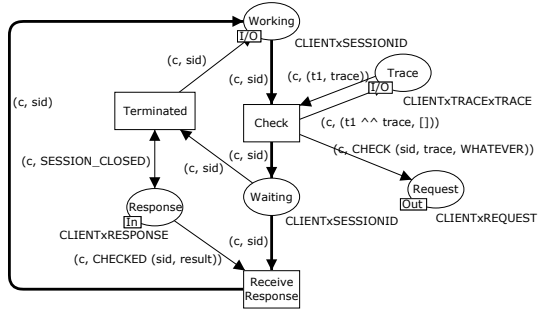 Working
I/O
CLIENTxSESSIONID
(c, sid)
(c, sid)
(c, sid)
(c, (t1, trace))
Trace
I/O
CLIENTxTRACExTRACE
Terminated
Check
(c, (t1 ^^ trace, []))
(c, CHECK (sid, trace, WHATEVER))
(c, sid)
(c, SESSION_CLOSED)
(c, sid)
Request
Out
CLIENTxREQUEST
Response
In
CLIENTxRESPONSE
Waiting
CLIENTxSESSIONID
(c, sid)
(c, CHECKED (sid, result))
Receive
Response